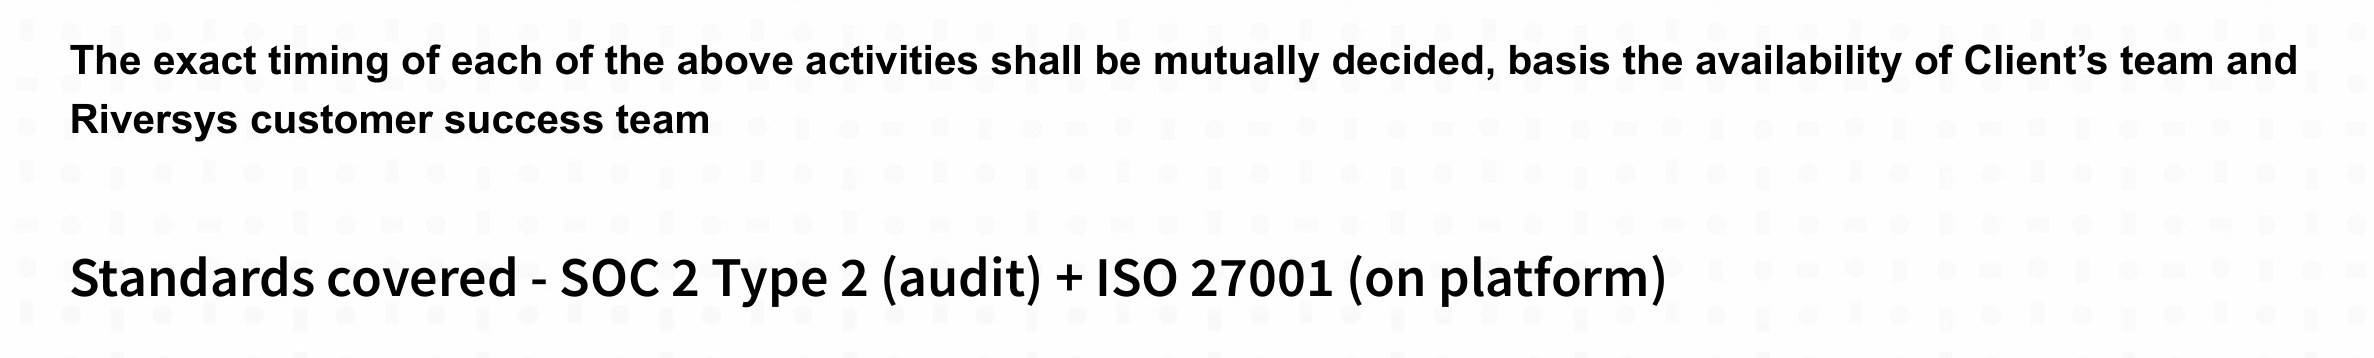 The exact timing of each of the above activities shall be mutually decided, basis the availability of Client’s team and
Riversys customer success team
Standards covered - SOC 2 Type 2 (audit) + ISO 27001 (on platform)